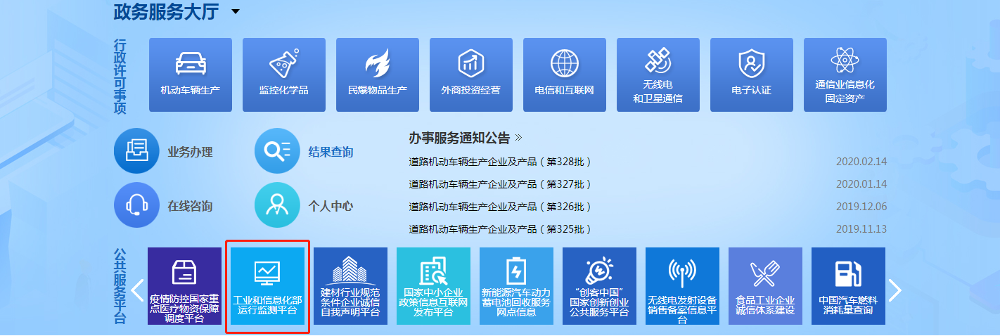 政务服务大厅
行政许可事项
机动车辆生产
监控化学品
民爆物品生产
外商投资经营
电信和互联网
无线电
和卫星通信
电子认证
通信业信息化
固定资产
业务办理
结果查询
在线咨询
个人中心
办事服务通知公告 »
道路机动车辆生产企业及产品（第328批） 2020.02.14
道路机动车辆生产企业及产品（第327批） 2020.01.14
道路机动车辆生产企业及产品（第326批） 2019.12.06
道路机动车辆生产企业及产品（第325批） 2019.11.13
公共服务平台
疫情防控国家重
点医疗物资保障
调度平台
工业和信息化部
运行监测平台
建材行业规范
条件企业诚信
自我声明平台
国家中小企业
政策信息互联网
发布平台
新能源汽车动力
蓄电池回收服务
网点信息
“创客中国”
国家创新创业
公共服务平台
无线电发射设备
销售备案信息平
台
食品工业企业
诚信体系建设
中国汽车燃料
消耗量查询